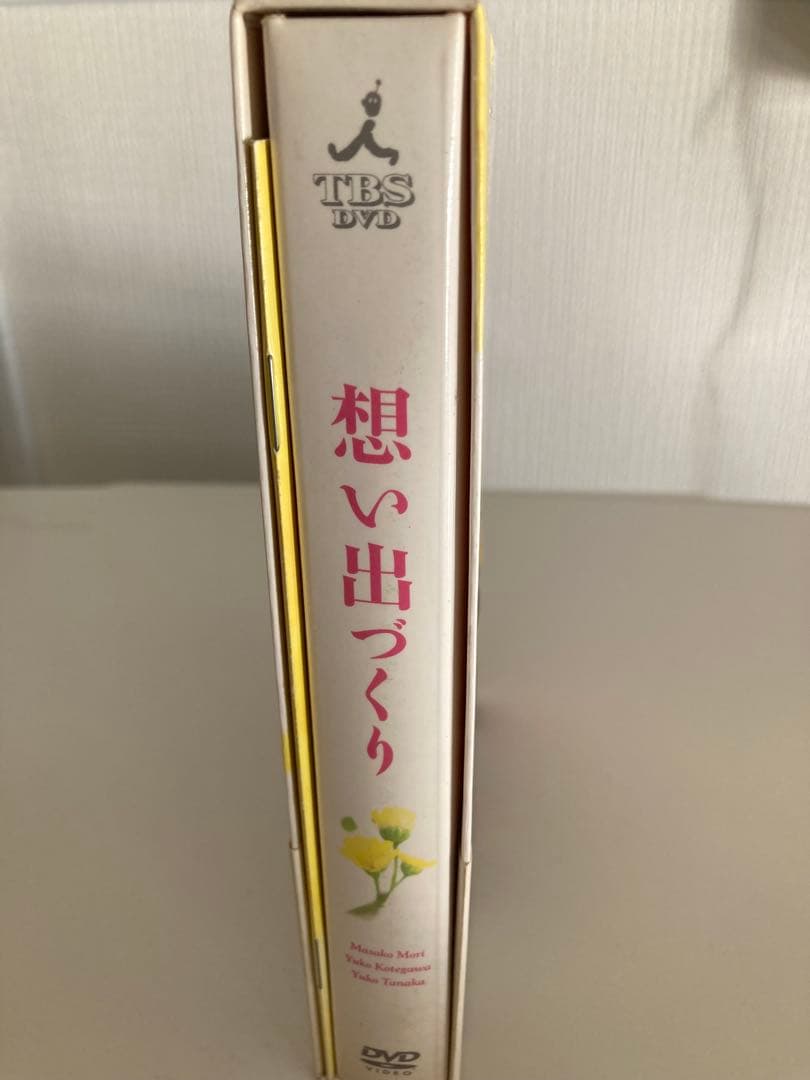 TBS
DVD
想い出づくり
Masako Mori
Yuko Kotegawa
Yuko Tanaka
DVD
VIDEO